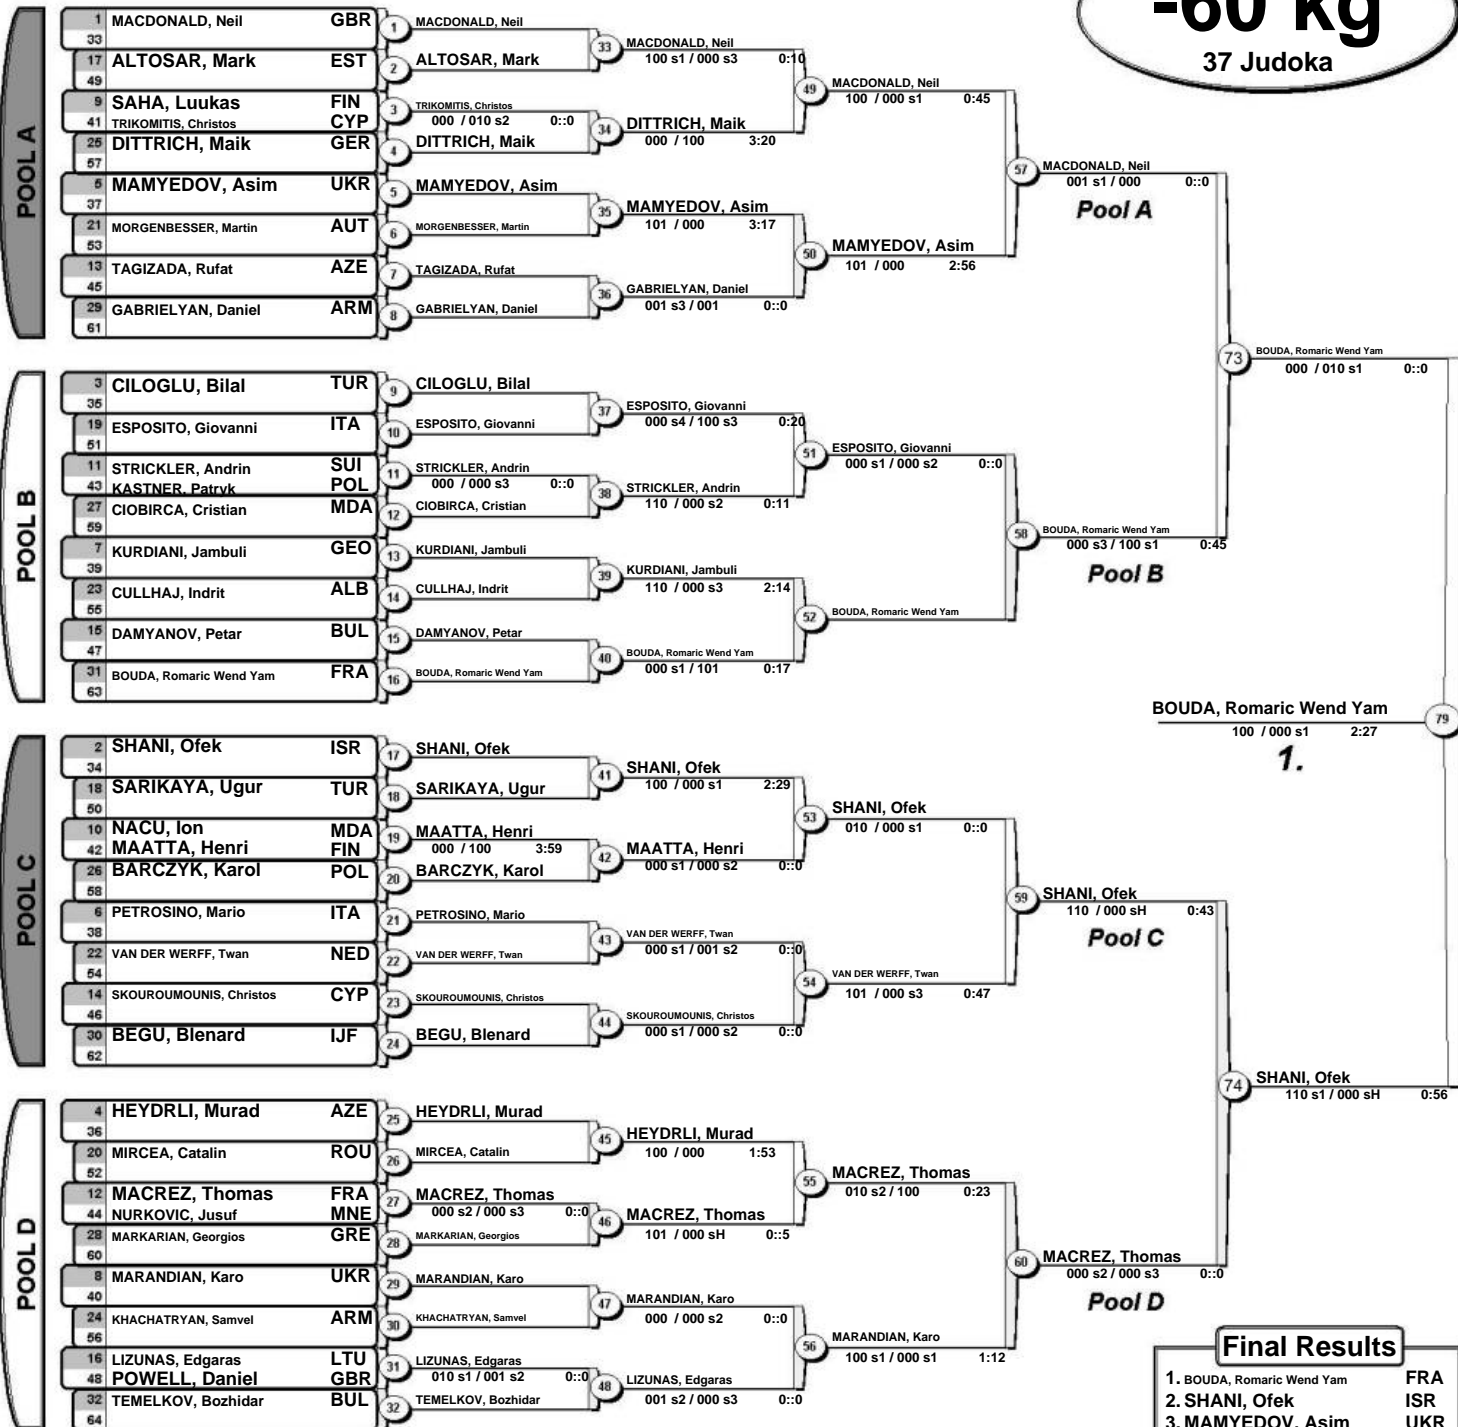 -60 kg
37 Judoka
POOL A
1 MACDONALD, Neil GBR
33
17 ALTOSAR, Mark EST
49
9 SAHA, Luukas FIN
41 TRIKOMITIS, Christos CYP
25 DITTRICH, Maik GER
57
5 MAMYEDOV, Asim UKR
37
21 MORGENBESSER, Martin AUT
53
13 TAGIZADA, Rufat AZE
45
29 GABRIELYAN, Daniel ARM
61
1 MACDONALD, Neil
2 ALTOSAR, Mark
3 TRIKOMITIS, Christos
000 / 010 s2 0::0
4 DITTRICH, Maik
5 MAMYEDOV, Asim
6 MORGENBESSER, Martin
7 TAGIZADA, Rufat
8 GABRIELYAN, Daniel
33 MACDONALD, Neil
100 s1 / 000 s3 0:10
34 DITTRICH, Maik
000 / 100 3:20
35 MAMYEDOV, Asim
101 / 000 3:17
36 GABRIELYAN, Daniel
001 s3 / 001 0::0
49 MACDONALD, Neil
100 / 000 s1 0:45
50 MAMYEDOV, Asim
101 / 000 2:56
57 MACDONALD, Neil
001 s1 / 000 0::0
Pool A
POOL B
3 CILOGLU, Bilal TUR
35
19 ESPOSITO, Giovanni ITA
51
11 STRICKLER, Andrin SUI
43 KASTNER, Patryk POL
27 CIOBIRCA, Cristian MDA
59
7 KURDIANI, Jambuli GEO
39
23 CULLHAJ, Indrit ALB
55
15 DAMYANOV, Petar BUL
47
31 BOUDA, Romaric Wend Yam FRA
63
9 CILOGLU, Bilal
10 ESPOSITO, Giovanni
11 STRICKLER, Andrin
000 / 000 s3 0::0
12 CIOBIRCA, Cristian
13 KURDIANI, Jambuli
14 CULLHAJ, Indrit
15 DAMYANOV, Petar
16 BOUDA, Romaric Wend Yam
37 ESPOSITO, Giovanni
000 s4 / 100 s3 0:20
38 STRICKLER, Andrin
110 / 000 s2 0:11
39 KURDIANI, Jambuli
110 / 000 s3 2:14
40 BOUDA, Romaric Wend Yam
000 s1 / 101 0:17
51 ESPOSITO, Giovanni
000 s1 / 000 s2 0::0
52 BOUDA, Romaric Wend Yam
58 BOUDA, Romaric Wend Yam
000 s3 / 100 s1 0:45
Pool B
73 BOUDA, Romaric Wend Yam
000 / 010 s1 0::0
BOUDA, Romaric Wend Yam 79
100 / 000 s1 2:27
1.
POOL C
2 SHANI, Ofek ISR
34
18 SARIKAYA, Ugur TUR
50
10 NACU, Ion MDA
42 MAATTA, Henri FIN
26 BARCZYK, Karol POL
58
6 PETROSINO, Mario ITA
38
22 VAN DER WERFF, Twan NED
54
14 SKOUROUMOUNIS, Christos CYP
46
30 BEGU, Blenard IJF
62
17 SHANI, Ofek
18 SARIKAYA, Ugur
19 MAATTA, Henri
000 / 100 3:59
20 BARCZYK, Karol
21 PETROSINO, Mario
22 VAN DER WERFF, Twan
23 SKOUROUMOUNIS, Christos
24 BEGU, Blenard
41 SHANI, Ofek
100 / 000 s1 2:29
42 MAATTA, Henri
000 s1 / 000 s2 0::0
43 VAN DER WERFF, Twan
000 s1 / 001 s2 0::0
44 SKOUROUMOUNIS, Christos
000 s1 / 000 s2 0::0
53 SHANI, Ofek
010 / 000 s1 0::0
54 VAN DER WERFF, Twan
101 / 000 s3 0:47
59 SHANI, Ofek
110 / 000 sH 0:43
Pool C
POOL D
4 HEYDRLI, Murad AZE
36
20 MIRCEA, Catalin ROU
52
12 MACREZ, Thomas FRA
44 NURKOVIC, Jusuf MNE
28 MARKARIAN, Georgios GRE
60
8 MARANDIAN, Karo UKR
40
24 KHACHATRYAN, Samvel ARM
56
16 LIZUNAS, Edgaras LTU
48 POWELL, Daniel GBR
32 TEMELKOV, Bozhidar BUL
64
25 HEYDRLI, Murad
26 MIRCEA, Catalin
27 MACREZ, Thomas
000 s2 / 000 s3 0::0
28 MARKARIAN, Georgios
29 MARANDIAN, Karo
30 KHACHATRYAN, Samvel
31 LIZUNAS, Edgaras
010 s1 / 001 s2 0::0
32 TEMELKOV, Bozhidar
45 HEYDRLI, Murad
100 / 000 1:53
46 MACREZ, Thomas
101 / 000 sH 0::5
47 MARANDIAN, Karo
000 / 000 s2 0::0
48 LIZUNAS, Edgaras
001 s2 / 000 s3 0::0
55 MACREZ, Thomas
010 s2 / 100 0:23
56 MARANDIAN, Karo
100 s1 / 000 s1 1:12
60 MACREZ, Thomas
000 s2 / 000 s3 0::0
Pool D
74 SHANI, Ofek
110 s1 / 000 sH 0:56
Final Results
1. BOUDA, Romaric Wend Yam FRA
2. SHANI, Ofek ISR
3. MAMYEDOV, Asim UKR